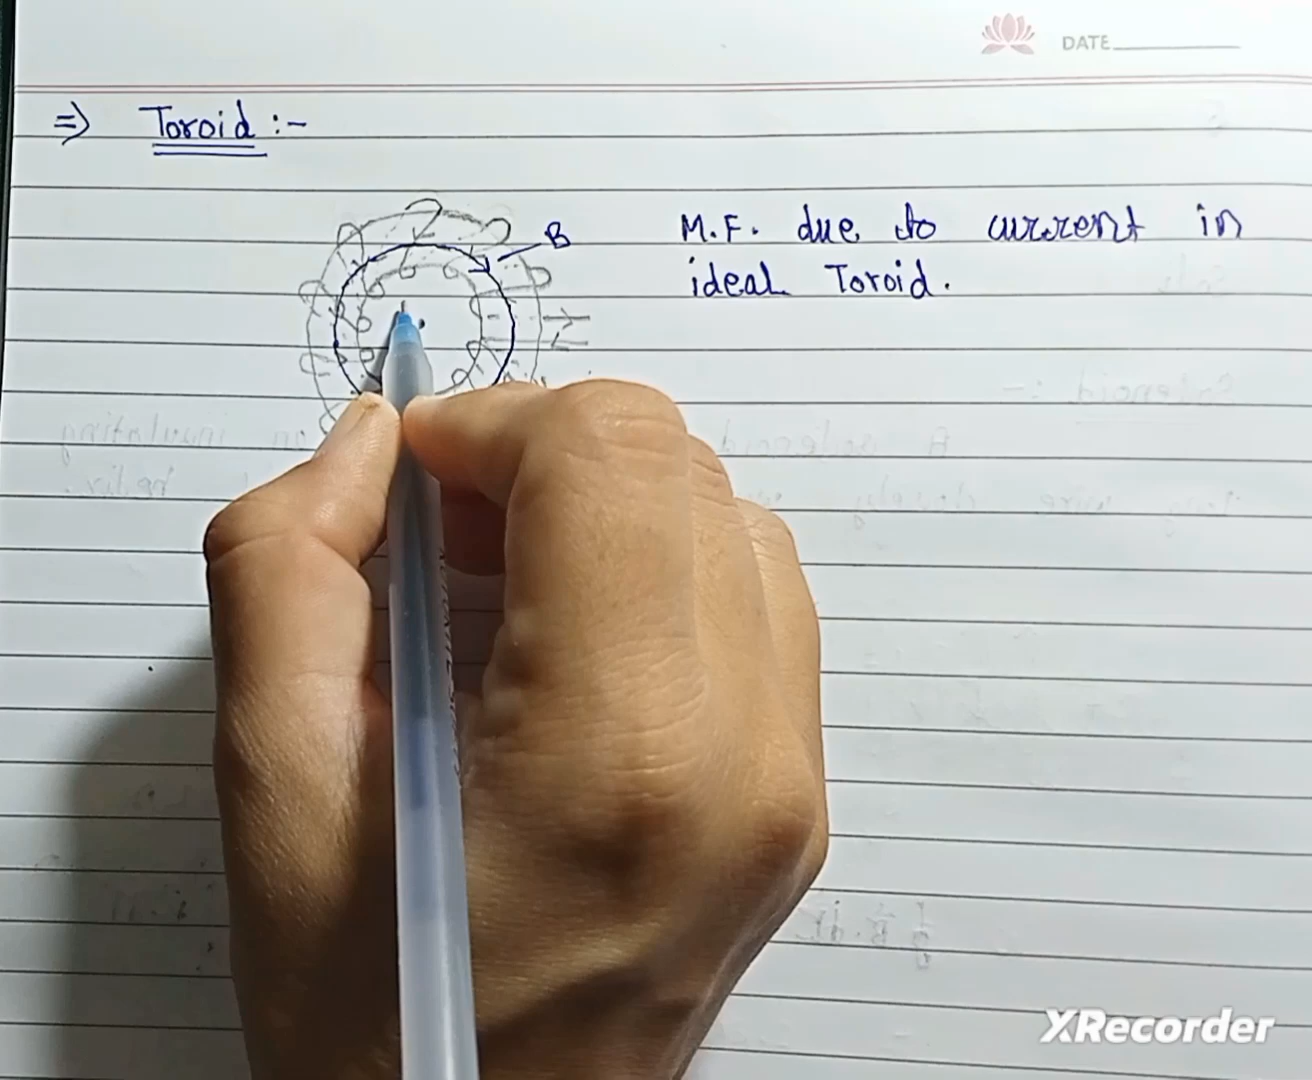 DATE
⇒ Toroid :-
B
M.F. due to current in
ideal Toroid.
XRecorder